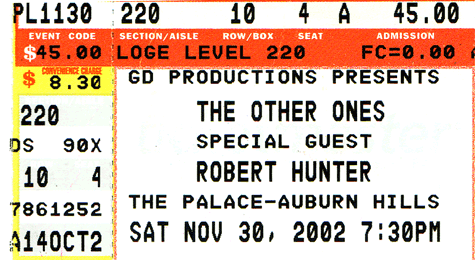 PL1130 220 10 4 A 45.00
EVENT CODE SECTION/AISLE ROW/BOX SEAT ADMISSION
$45.00 LOGE LEVEL 220 FC=0.00
CONVENIENCE CHARGE
$ 8.30
GD PRODUCTIONS PRESENTS
220
THE OTHER ONES
SPECIAL GUEST
DS 90X
ROBERT HUNTER
10 4
THE PALACE-AUBURN HILLS
7861252
SAT NOV 30, 2002 7:30PM
A14OCT2